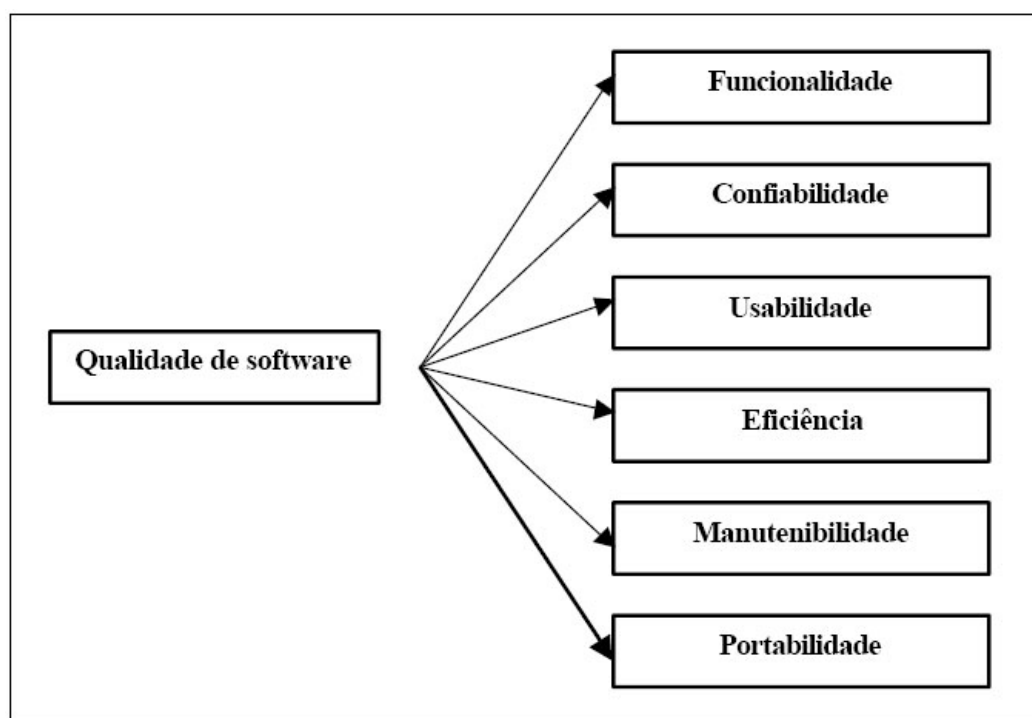 Funcionalidade
Confiabilidade
Usabilidade
Qualidade de software
Eficiência
Manutenibilidade
Portabilidade